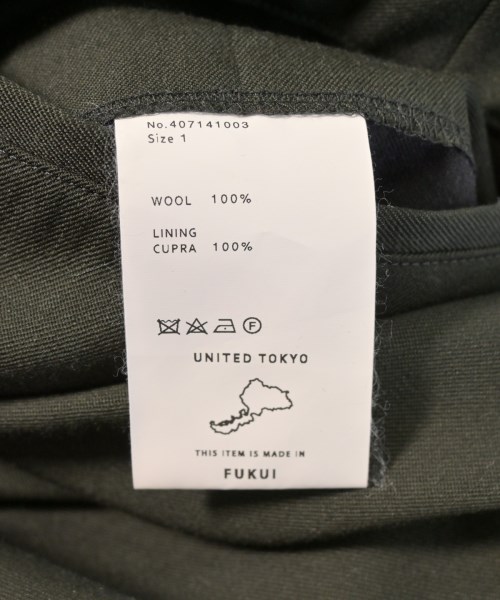 No.407141003
Size 1
WOOL 100%
LINING
CUPRA 100%
F
UNITED TOKYO
THIS ITEM IS MADE IN
FUKUI